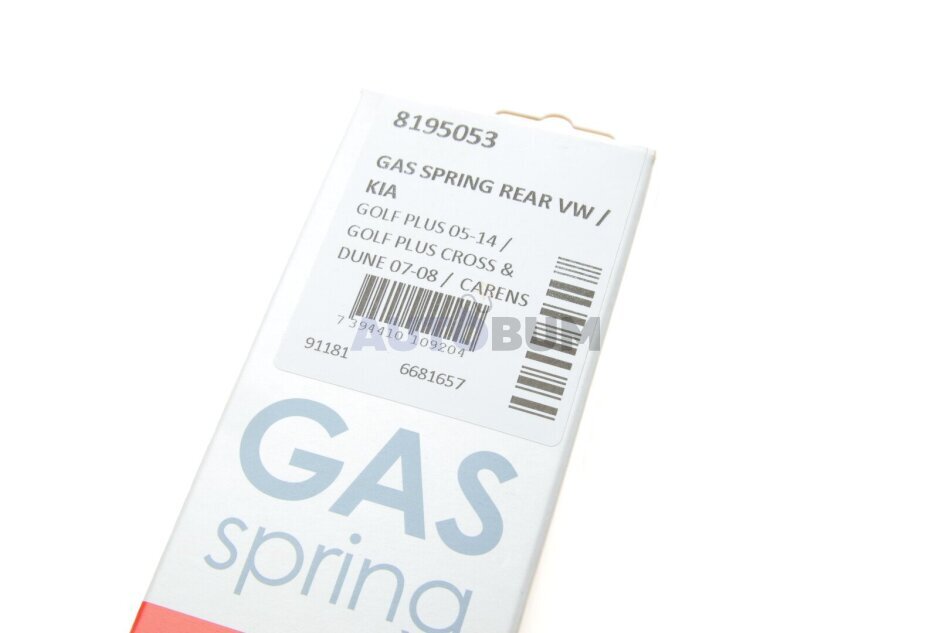 8195053
GAS SPRING REAR VW /
KIA
GOLF PLUS 05-14 /
GOLF PLUS CROSS &
DUNE 07-08 / CARENS
7 394410 109204
AUTOBUM
91181
6681657
GAS
spring